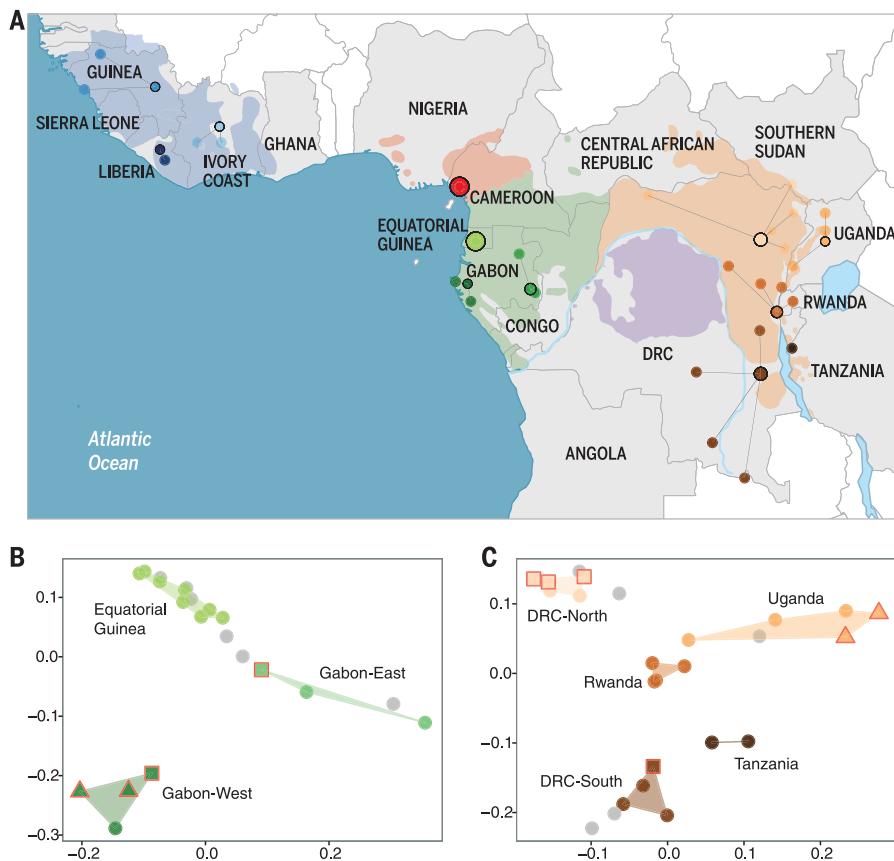 A
GUINEA
SIERRA LEONE
LIBERIA
IVORY
COAST
GHANA
NIGERIA
CAMEROON
EQUATORIAL
GUINEA
GABON
CONGO
CENTRAL AFRICAN
REPUBLIC
SOUTHERN
SUDAN
UGANDA
RWANDA
DRC
TANZANIA
ANGOLA
Atlantic
Ocean
B
0.1
0.0
−0.1
−0.2
−0.3
−0.2
0.0
0.2
Equatorial
Guinea
Gabon-East
Gabon-West
C
0.1
0.0
−0.1
−0.2
−0.1
0.0
0.1
0.2
DRC-North
Uganda
Rwanda
Tanzania
DRC-South